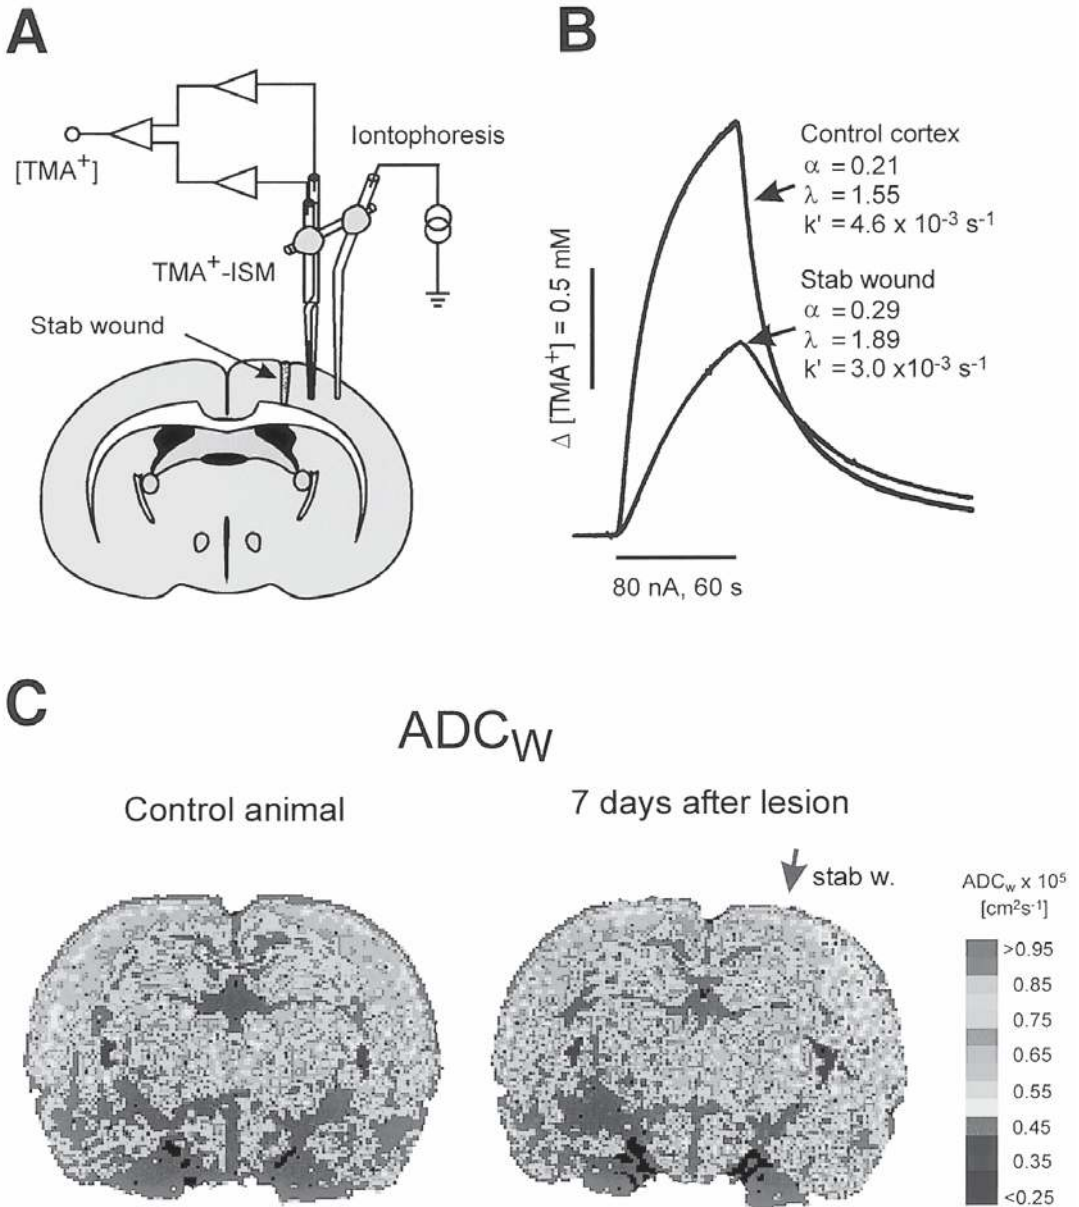 A
B
Iontophoresis
[TMA+]
TMA+-ISM
Stab wound
Control cortex
α = 0.21
λ = 1.55
k' = 4.6 x 10-3 s-1
Stab wound
α = 0.29
λ = 1.89
k' = 3.0 x10-3 s-1
Δ [TMA+] = 0.5 mM
80 nA, 60 s
C
ADCW
Control animal
7 days after lesion
stab w.
ADCw x 105
[cm2s-1]
>0.95
0.85
0.75
0.65
0.55
0.45
0.35
<0.25